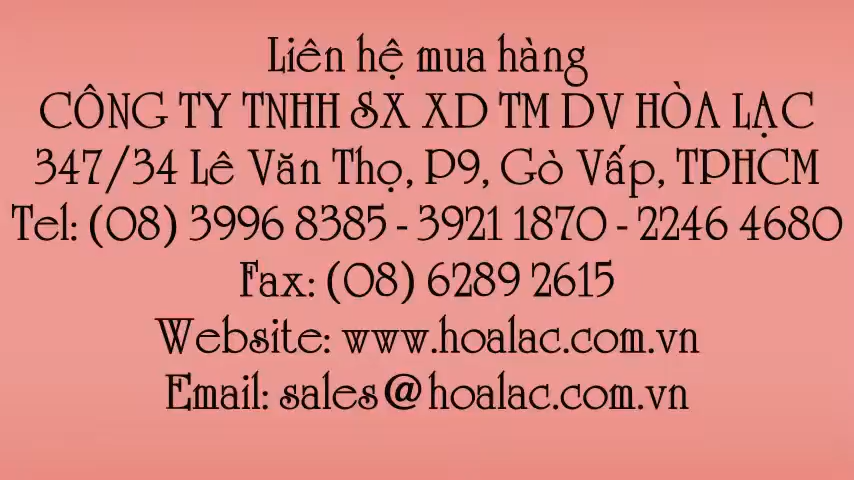 Liên hệ mua hàng
CÔNG TY TNHH SX XD TM DV HÒA LẠC
347/34 Lê Văn Thọ, P9, Gò Vấp, TPHCM
Tel: (08) 3996 8385 - 3921 1870 - 2246 4680
Fax: (08) 6289 2615
Website: www.hoalac.com.vn
Email: sales@hoalac.com.vn